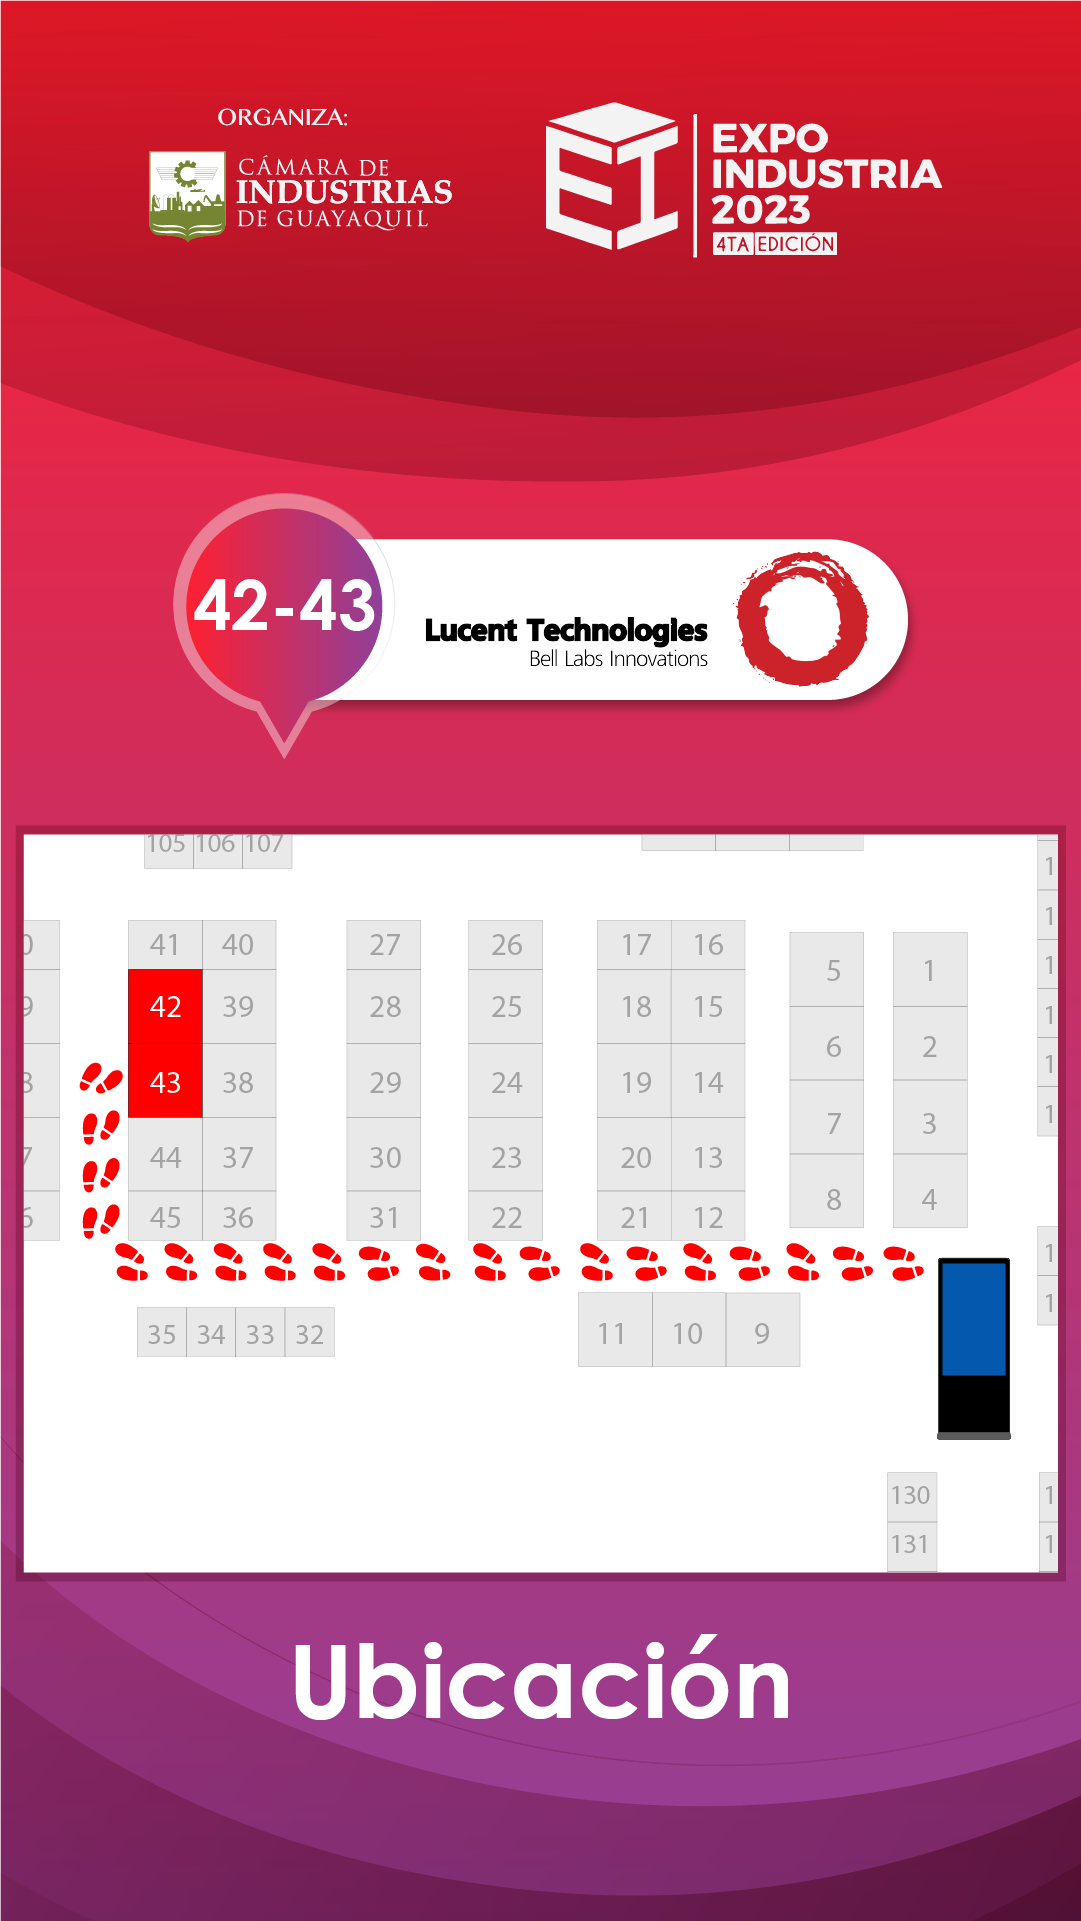 ORGANIZA:
CÁMARA DE
INDUSTRIAS
DE GUAYAQUIL
EI
EXPO
INDUSTRIA
2023
4TA EDICIÓN
42-43
Lucent Technologies
Bell Labs Innovations
105 106 107
41 40 27 26 17 16
42 39 28 25 18 15
43 38 29 24 19 14
44 37 30 23 20 13
45 36 31 22 21 12
5 1
6 2
7 3
8 4
35 34 33 32
11 10 9
130
131
Ubicación